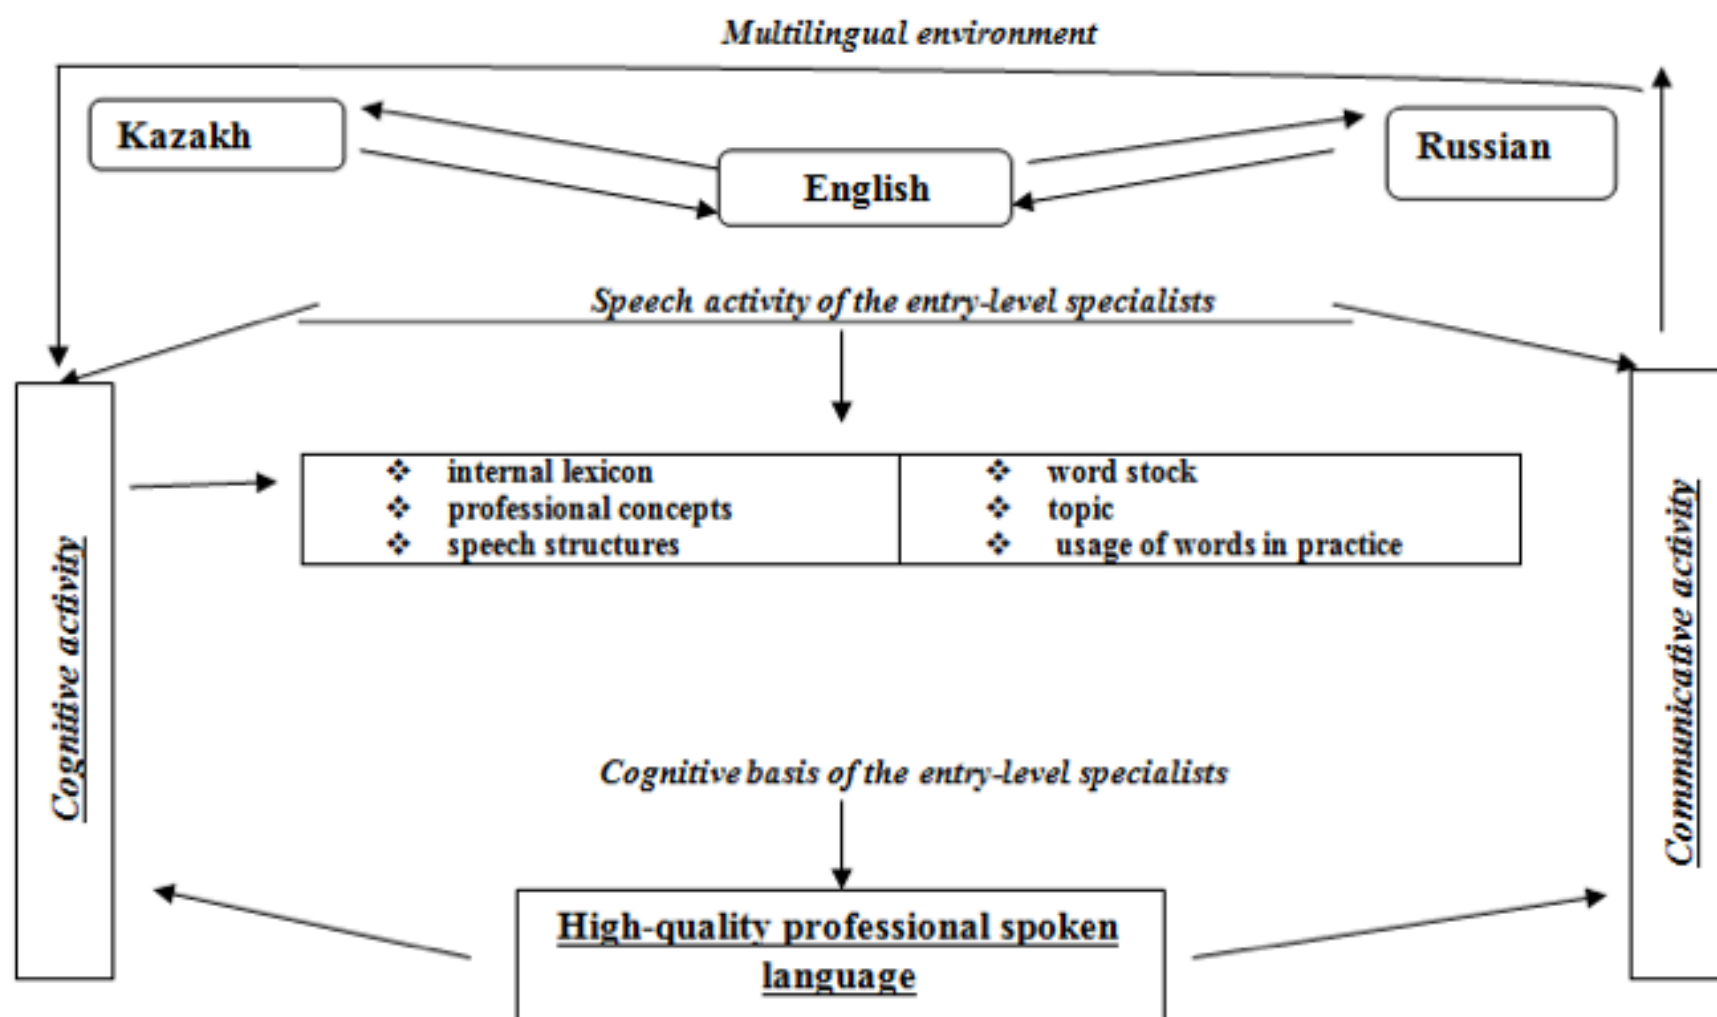 Multilingual environment
Kazakh
English
Russian
Speech activity of the entry-level specialists
Cognitive activity
❖ internal lexicon
❖ professional concepts
❖ speech structures
❖ word stock
❖ topic
❖ usage of words in practice
Communicative activity
Cognitive basis of the entry-level specialists
High-quality professional spoken
language